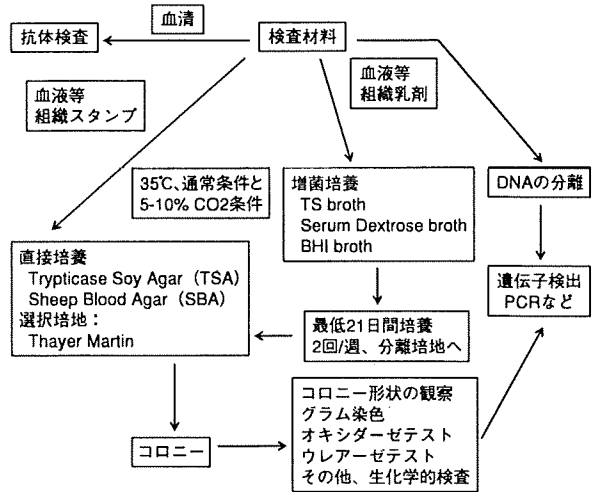 血清
抗体検査
検査材料
血液等
組織スタンプ
血液等
組織乳剤
35℃、通常条件と
5-10% CO2条件
増菌培養
TS broth
Serum Dextrose broth
BHI broth
DNAの分離
直接培養
Trypticase Soy Agar（TSA）
Sheep Blood Agar（SBA）
選択培地：
Thayer Martin
遺伝子検出
PCRなど
最低21日間培養
2回/週、分離培地へ
コロニー
コロニー形状の観察
グラム染色
オキシダーゼテスト
ウレアーゼテスト
その他、生化学的検査